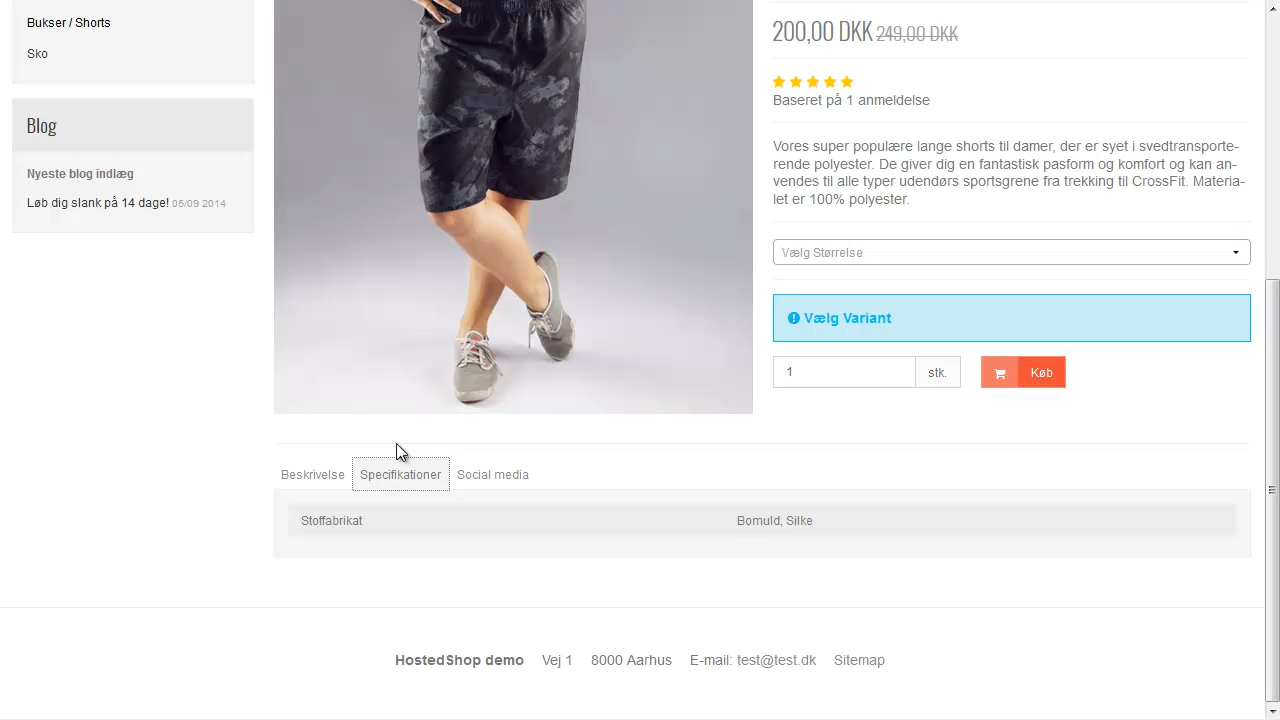 Bukser / Shorts
Sko
Blog
Nyeste blog indlæg
Løb dig slank på 14 dage! 05/09 2014
200,00 DKK 249,00 DKK
Baseret på 1 anmeldelse
Vores super populære lange shorts til damer, der er syet i svedtransporte-
rende polyester. De giver dig en fantastisk pasform og komfort og kan an-
vendes til alle typer udendørs sportsgrene fra trekking til CrossFit. Materia-
let er 100% polyester.
Vælg Størrelse
Vælg Variant
1 stk. Køb
Beskrivelse Specifikationer Social media
Stoffabrikat Bomuld, Silke
HostedShop demo Vej 1 8000 Aarhus E-mail: test@test.dk Sitemap